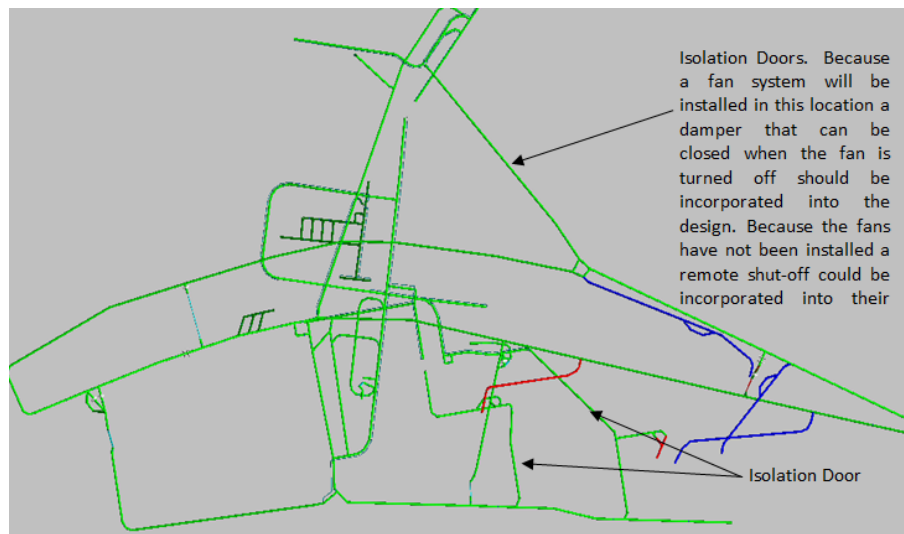 Isolation Doors. Because
a fan system will be
installed in this location a
damper that can be
closed when the fan is
turned off should be
incorporated into the
design. Because the fans
have not been installed a
remote shut-off could be
incorporated into their
Isolation Door